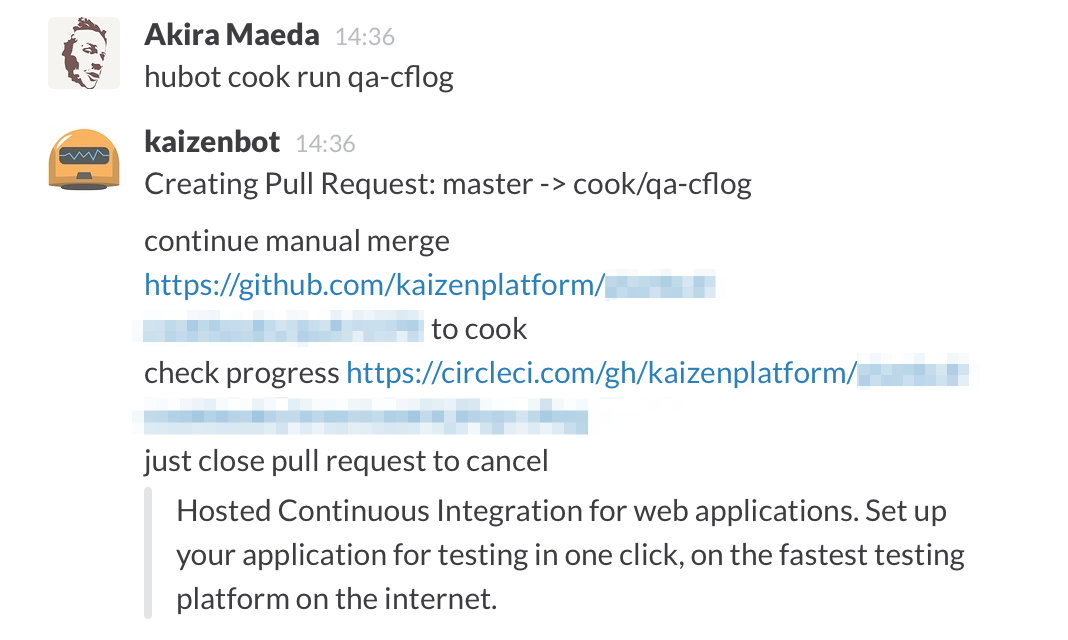 Akira Maeda 14:36
hubot cook run qa-cflog
kaizenbot 14:36
Creating Pull Request: master -> cook/qa-cflog
continue manual merge
https://github.com/kaizenplatform/
to cook
check progress https://circleci.com/gh/kaizenplatform/
just close pull request to cancel
Hosted Continuous Integration for web applications. Set up
your application for testing in one click, on the fastest testing
platform on the internet.